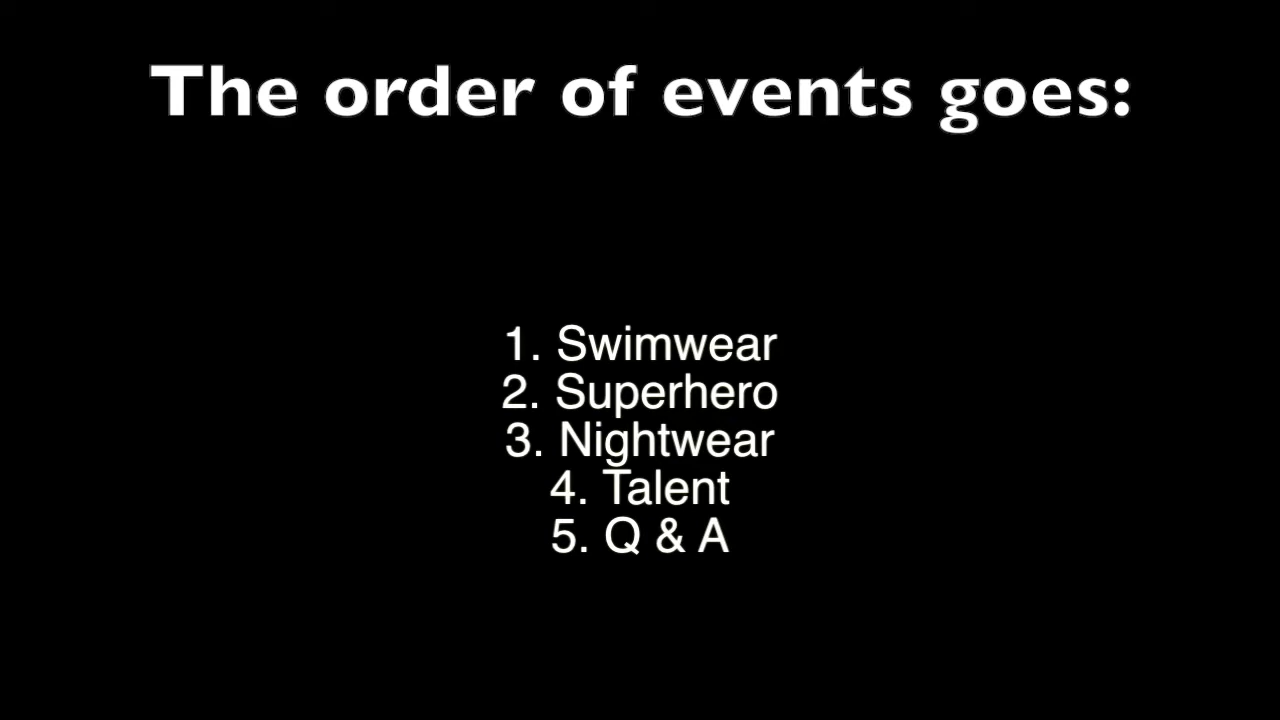 The order of events goes:
1. Swimwear
2. Superhero
3. Nightwear
4. Talent
5. Q & A